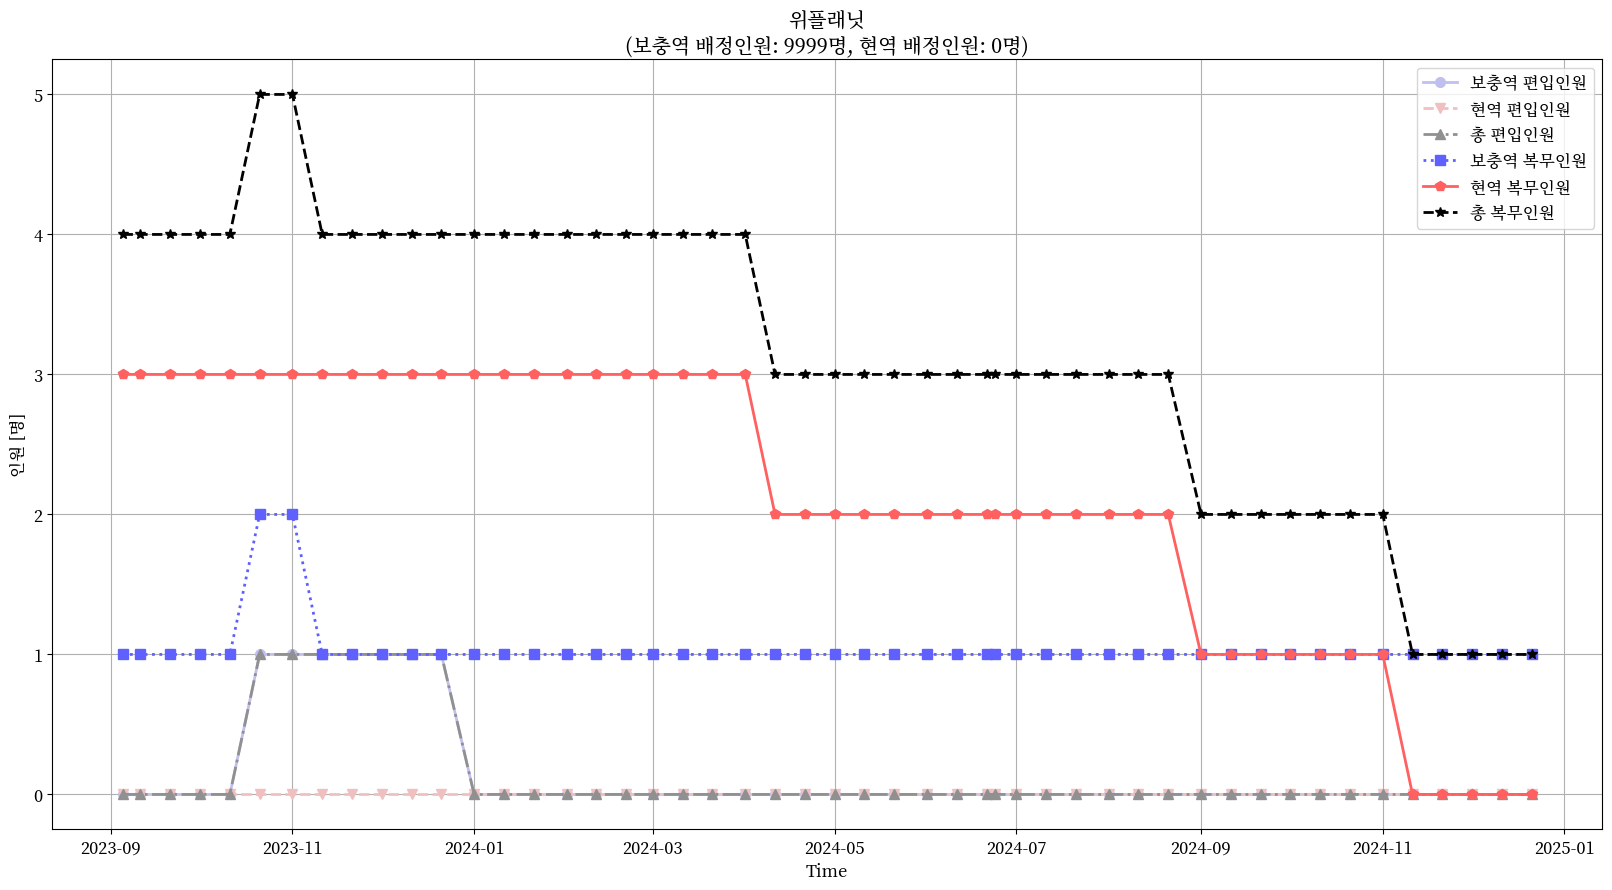 위플래닛
(보충역 배정인원: 9999명, 현역 배정인원: 0명)
보충역 편입인원
현역 편입인원
총 편입인원
보충역 복무인원
현역 복무인원
총 복무인원
인원 [명]
5
4
3
2
1
0
2023-09
2023-11
2024-01
2024-03
2024-05
2024-07
2024-09
2024-11
2025-01
Time